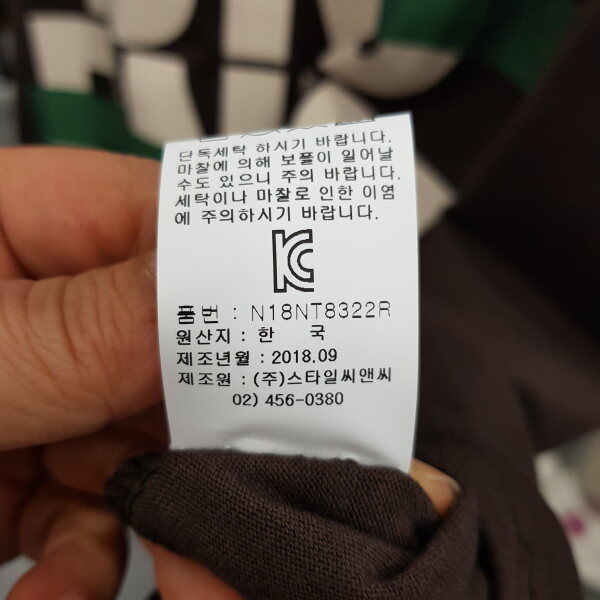 단독세탁 하시기 바랍니다.
마찰에 의해 보풀이 일어날
수도 있으니 주의 바랍니다.
세탁이나 마찰로 인한 이염
에 주의하시기 바랍니다.
품번 : N18NT8322R
원산지 : 한 국
제조년월 : 2018.09
제조원 : (주)스타일씨앤씨
02) 456-0380